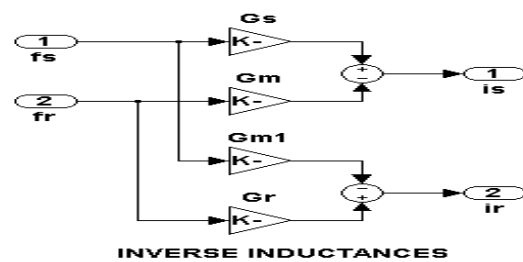 Gs
1
K-
+
-
1
fs
is
Gm
2
K-
fr
Gm1
K-
-
+
2
ir
Gr
K-
INVERSE INDUCTANCES